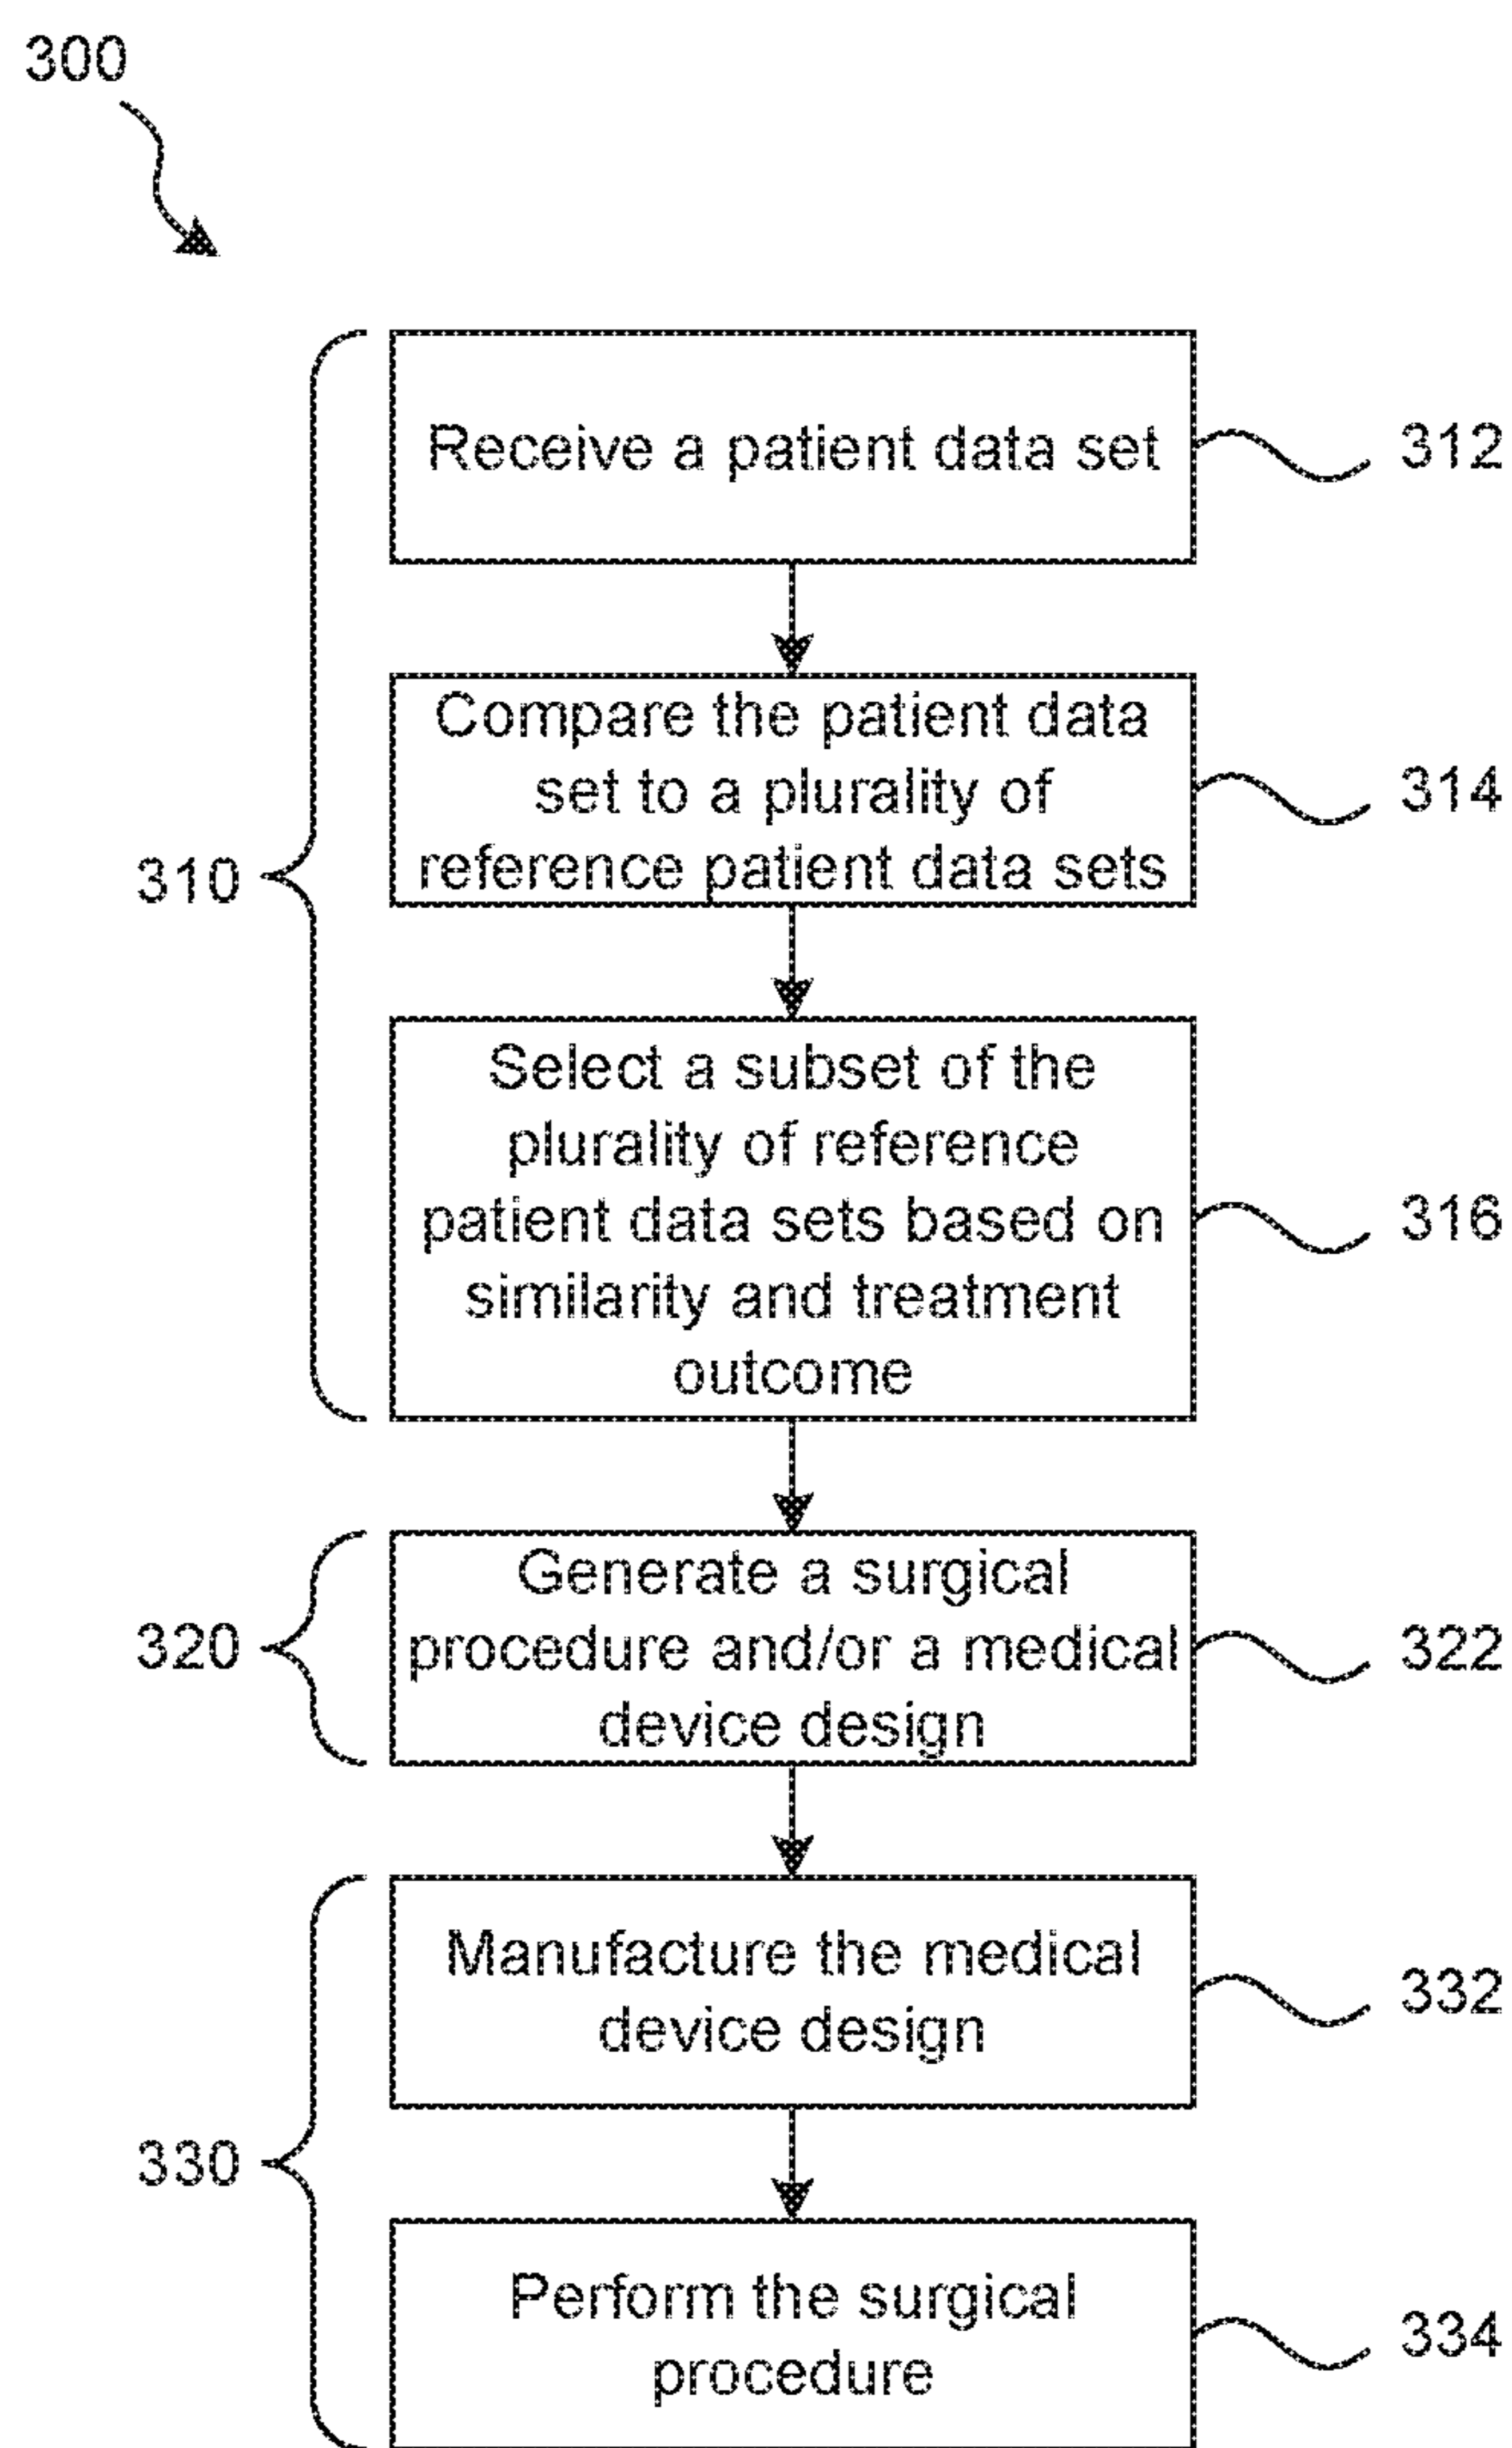 300
Receive a patient data set
312
Compare the patient data
set to a plurality of
reference patient data sets
314
310
Select a subset of the
plurality of reference
patient data sets based on
similarity and treatment
outcome
316
Generate a surgical
procedure and/or a medical
device design
320
322
Manufacture the medical
device design
332
330
Perform the surgical
procedure
334